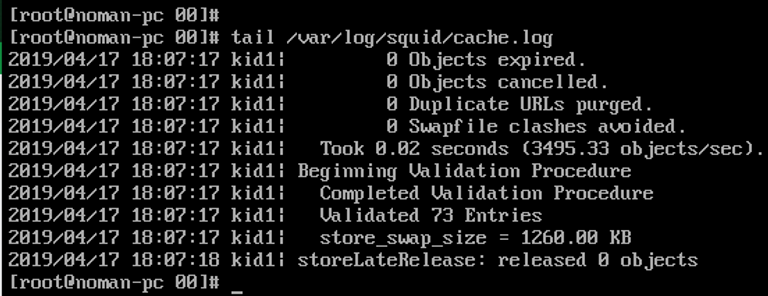 [root@noman-pc 00]#
[root@noman-pc 00]# tail /var/log/squid/cache.log
2019/04/17 18:07:17 kid1|         0 Objects expired.
2019/04/17 18:07:17 kid1|         0 Objects cancelled.
2019/04/17 18:07:17 kid1|         0 Duplicate URLs purged.
2019/04/17 18:07:17 kid1|         0 Swapfile clashes avoided.
2019/04/17 18:07:17 kid1|   Took 0.02 seconds (3495.33 objects/sec).
2019/04/17 18:07:17 kid1| Beginning Validation Procedure
2019/04/17 18:07:17 kid1|   Completed Validation Procedure
2019/04/17 18:07:17 kid1|   Validated 73 Entries
2019/04/17 18:07:17 kid1|   store_swap_size = 1260.00 KB
2019/04/17 18:07:18 kid1| storeLateRelease: released 0 objects
[root@noman-pc 00]# _